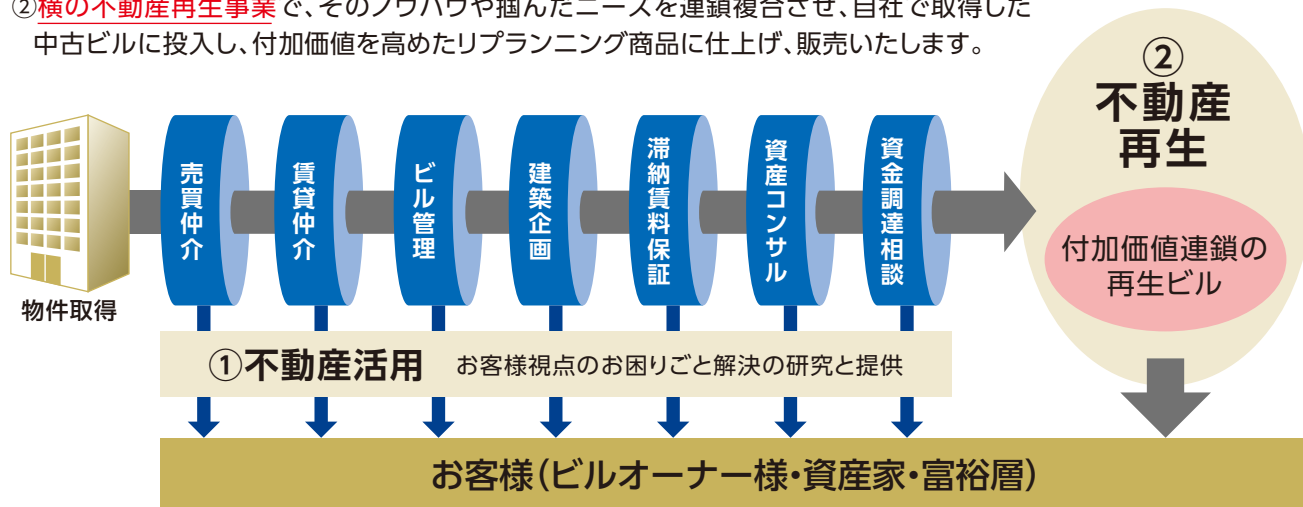 ②横の不動産再生事業で、そのノウハウや掴んだニーズを連鎖複合させ、自社で取得した
中古ビルに投入し、付加価値を高めたリプランニング商品に仕上げ、販売いたします。
物件取得
売買仲介
賃貸仲介
ビル管理
建築企画
滞納賃料保証
資産コンサル
資金調達相談
②
不動産
再生
付加価値連鎖の
再生ビル
①不動産活用 お客様視点のお困りごと解決の研究と提供
お客様(ビルオーナー様・資産家・富裕層)